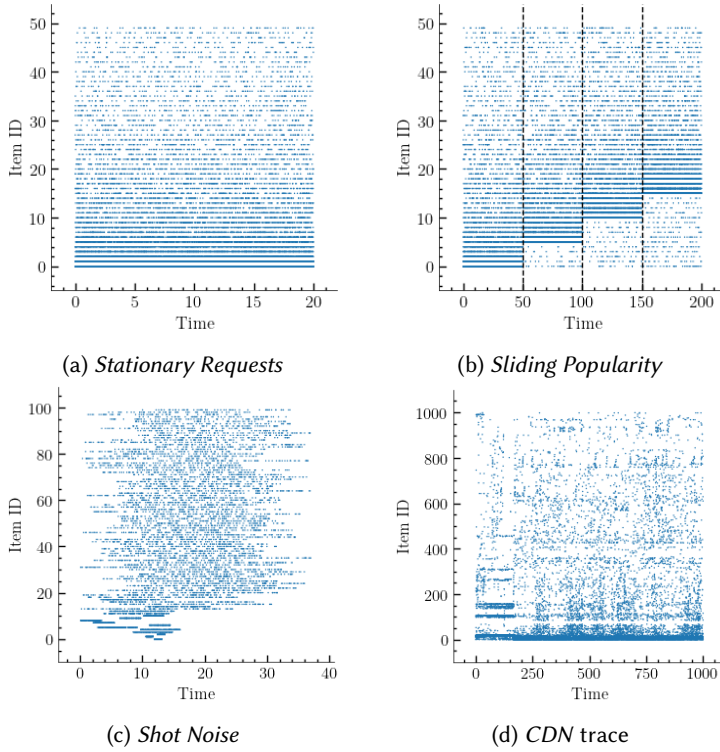 50
40
30
20
10
0
Item ID
0 5 10 15 20
Time
(a) Stationary Requests
50
40
30
20
10
0
Item ID
0 50 100 150 200
Time
(b) Sliding Popularity
100
80
60
40
20
0
Item ID
0 10 20 30 40
Time
(c) Shot Noise
1000
800
600
400
200
0
Item ID
0 250 500 750 1000
Time
(d) CDN trace